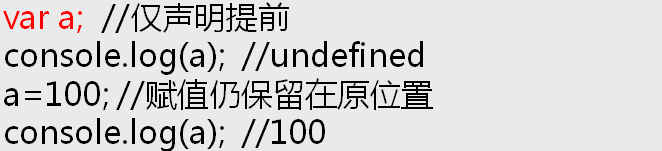 var a; //仅声明提前
console.log(a); //undefined
a=100; //赋值仍保留在原位置
console.log(a); //100